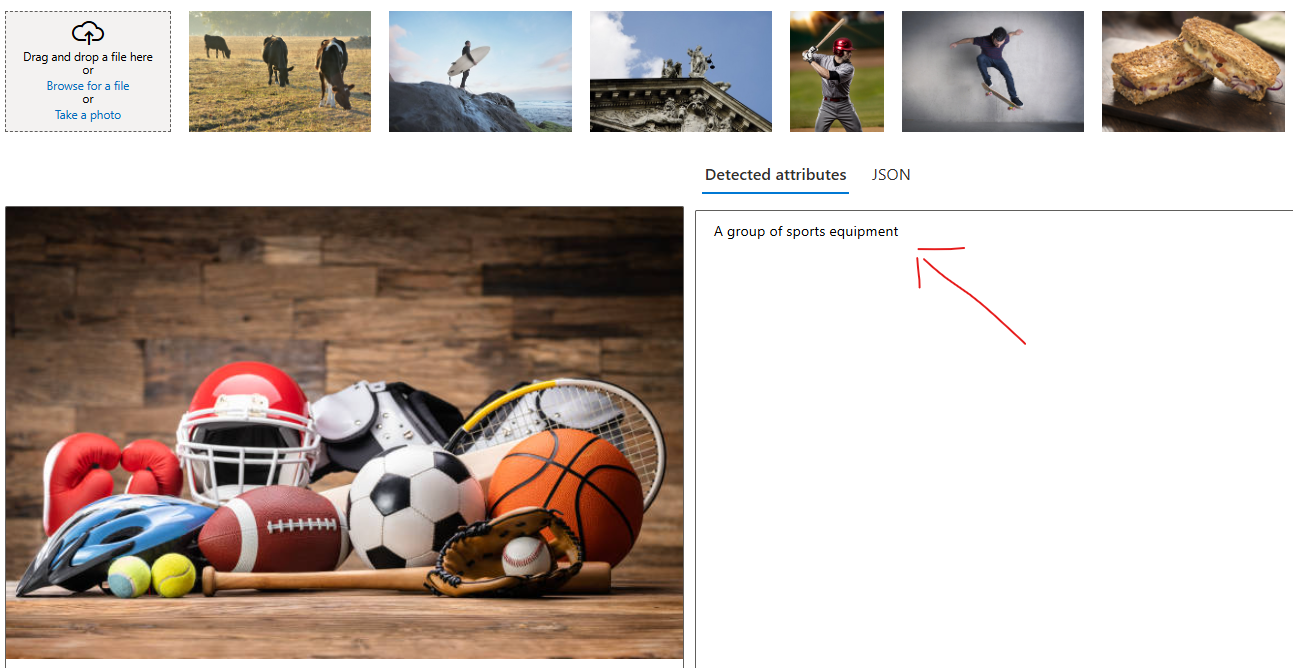 Drag and drop a file here
or
Browse for a file
or
Take a photo
Detected attributes
JSON
A group of sports equipment